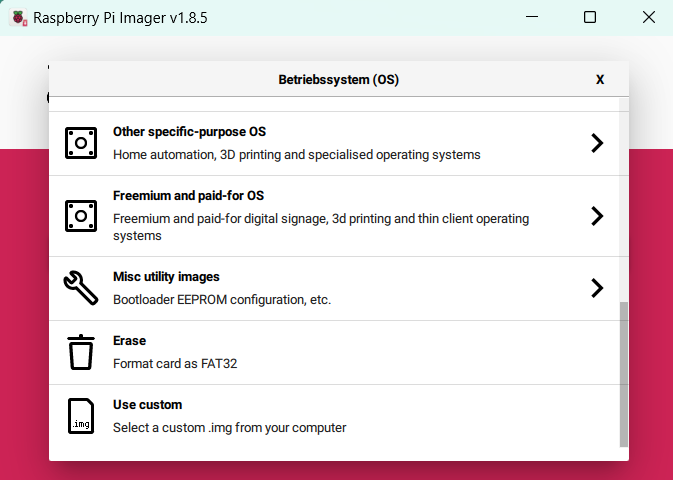 Raspberry Pi Imager v1.8.5
Betriebssystem (OS)
X
Other specific-purpose OS
Home automation, 3D printing and specialised operating systems
Freemium and paid-for OS
Freemium and paid-for digital signage, 3d printing and thin client operating
systems
Misc utility images
Bootloader EEPROM configuration, etc.
Erase
Format card as FAT32
.img
Use custom
Select a custom .img from your computer